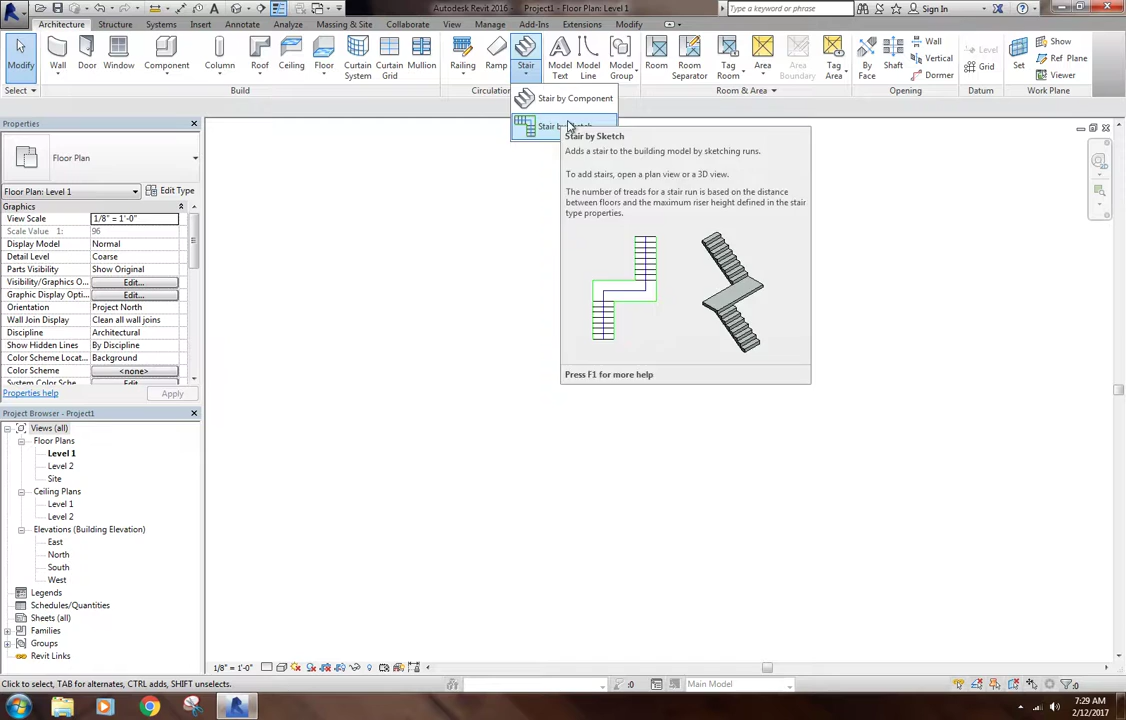 Autodesk Revit 2016 - Project1 - Floor Plan: Level 1
Type a keyword or phrase
Sign In
Architecture Structure Systems Insert Annotate Analyze Massing & Site Collaborate View Manage Add-Ins Extensions Modify
Modify Wall Door Window Component Column Roof Ceiling Floor Curtain System Curtain Grid Mullion Railing Ramp Stair Model Text Model Line Model Group Room Room Separator Tag Room Area Area Boundary Tag Area By Face Shaft Wall Vertical Dormer Level Grid Set Show Ref Plane Viewer
Select Build Circulation Room & Area Opening Datum Work Plane
Stair by Component
Stair by Sketch
Stair by Sketch
Adds a stair to the building model by sketching runs.
To add stairs, open a plan view or a 3D view.
The number of treads for a stair run is based on the distance
between floors and the maximum riser height defined in the stair
type properties.
Press F1 for more help
Properties
Floor Plan
Floor Plan: Level 1 Edit Type
Graphics
View Scale 1/8" = 1'-0"
Scale Value 1: 96
Display Model Normal
Detail Level Coarse
Parts Visibility Show Original
Visibility/Graphics O... Edit...
Graphic Display Opti... Edit...
Orientation Project North
Wall Join Display Clean all wall joins
Discipline Architectural
Show Hidden Lines By Discipline
Color Scheme Locat... Background
Color Scheme <none>
System Color Sche... Edit...
Properties help Apply
Project Browser - Project1
Views (all)
Floor Plans
Level 1
Level 2
Site
Ceiling Plans
Level 1
Level 2
Elevations (Building Elevation)
East
North
South
West
Legends
Schedules/Quantities
Sheets (all)
Families
Groups
Revit Links
1/8" = 1'-0"
Click to select, TAB for alternates, CTRL adds, SHIFT unselects.
:0
Main Model
:0
7:29 AM
2/12/2017